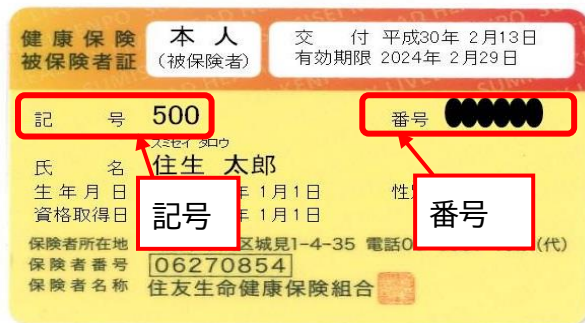 健康保険
被保険者証
本人
(被保険者)
交付 平成30年 2月13日
有効期限 2024年 2月29日
記号 500
番号
スミセイ タロウ
氏名 住生 太郎
生年月日 年 1月1日 性
資格取得日 年 1月1日
記号
番号
保険者所在地 区城見1-4-35 電話0 (代)
保険者番号 06270854
保険者名称 住友生命健康保険組合